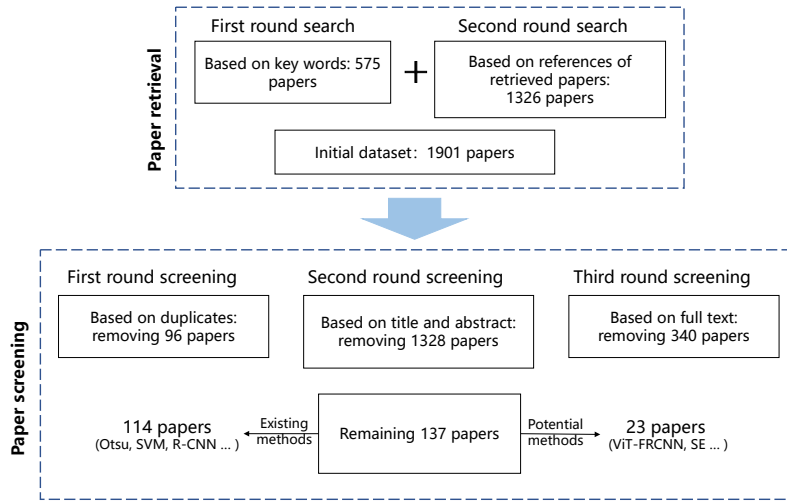 Paper retrieval
First round search
Second round search
Based on key words: 575
papers
+
Based on references of
retrieved papers:
1326 papers
Initial dataset: 1901 papers
Paper screening
First round screening
Second round screening
Third round screening
Based on duplicates:
removing 96 papers
Based on title and abstract:
removing 1328 papers
Based on full text:
removing 340 papers
114 papers
(Otsu, SVM, R-CNN ... )
Existing
methods
Remaining 137 papers
Potential
methods
23 papers
(ViT-FRCNN, SE ... )